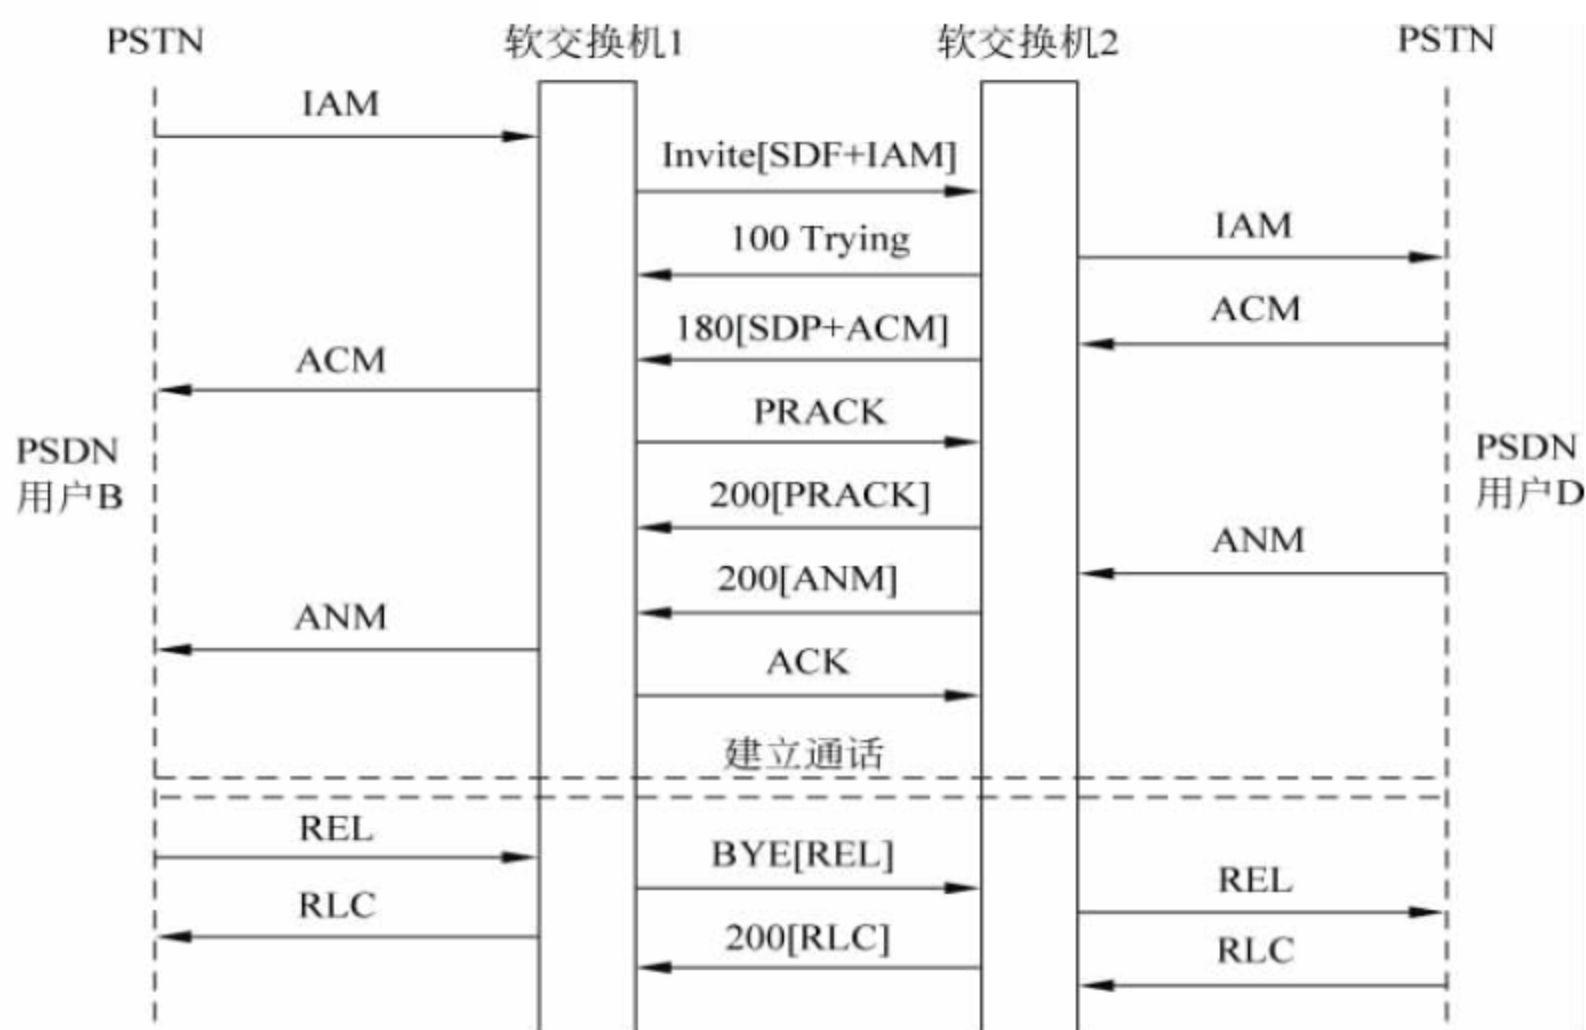 PSTN
软交换机1
软交换机2
PSTN
IAM
Invite[SDF+IAM]
IAM
100 Trying
ACM
180[SDP+ACM]
ACM
PRACK
PSDN
用户B
PSDN
用户D
200[PRACK]
ANM
200[ANM]
ANM
ACK
建立通话
REL
BYE[REL]
REL
RLC
200[RLC]
RLC